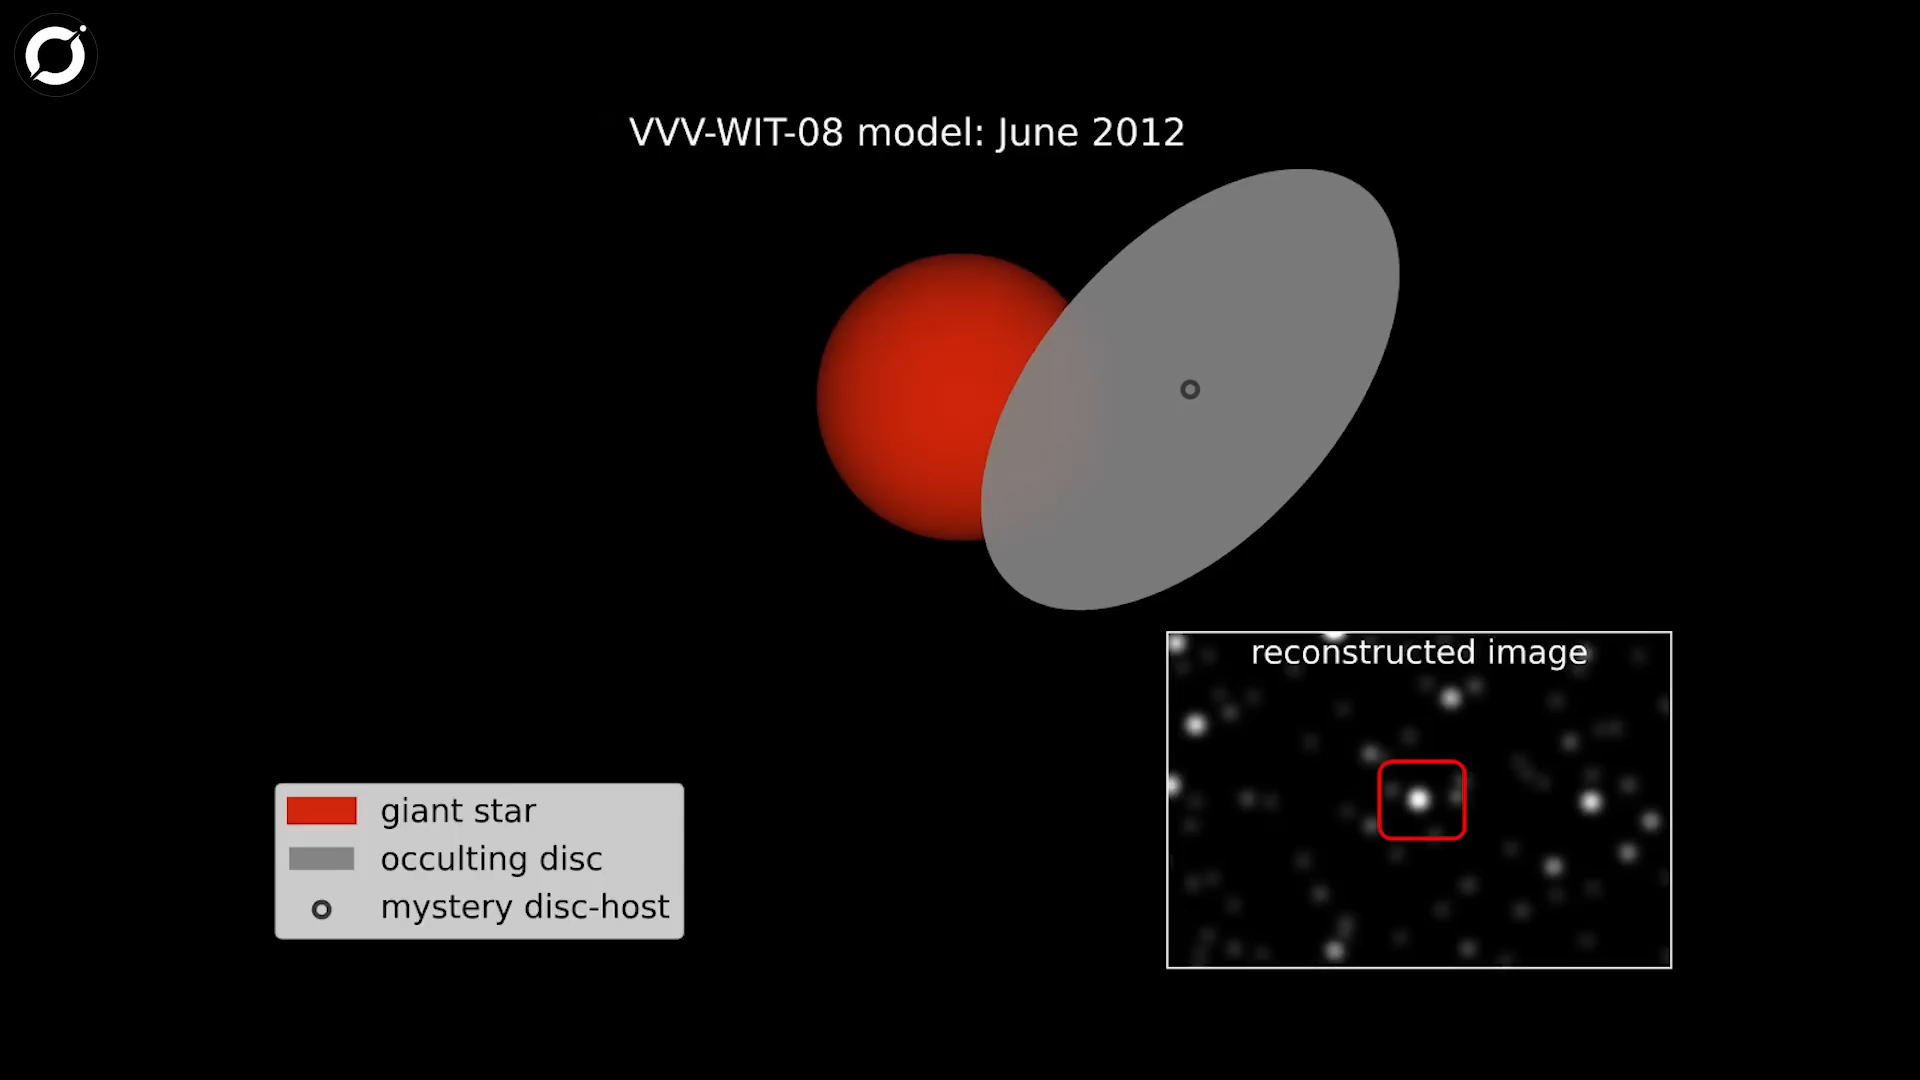 VVV-WIT-08 model: June 2012
reconstructed image
giant star
occulting disc
mystery disc-host